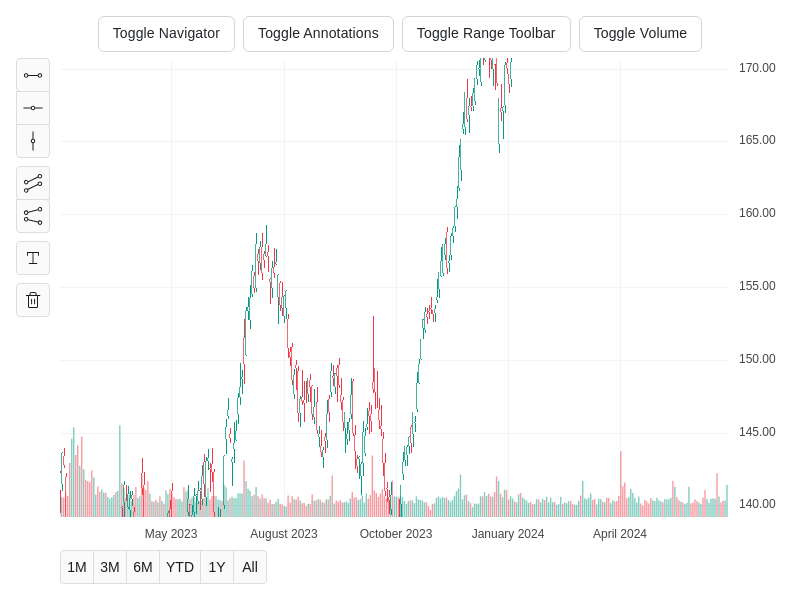 Toggle Navigator
Toggle Annotations
Toggle Range Toolbar
Toggle Volume
170.00
165.00
160.00
155.00
150.00
145.00
140.00
T
May 2023
August 2023
October 2023
January 2024
April 2024
1M
3M
6M
YTD
1Y
All